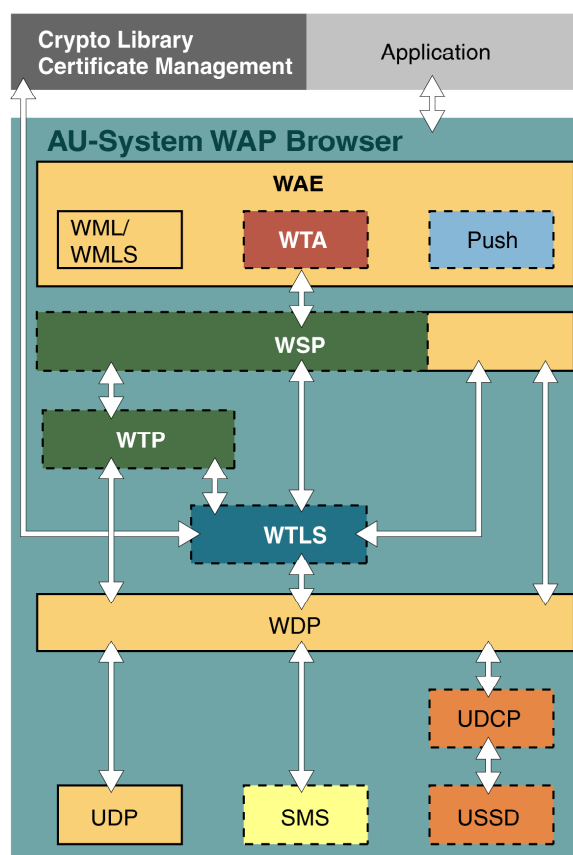 Crypto Library
Certificate Management
Application
AU-System WAP Browser
WAE
WML/
WMLS
WTA
Push
WSP
WTP
WTLS
WDP
UDCP
UDP
SMS
USSD